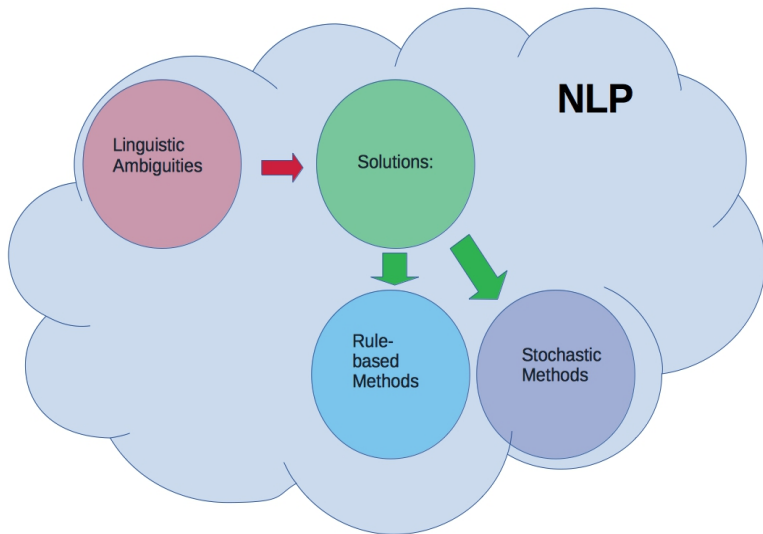 NLP
Linguistic
Ambiguities
Solutions:
Rule-
based
Methods
Stochastic
Methods